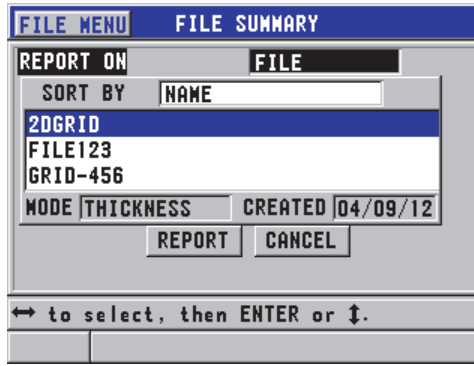 FILE MENU FILE SUMMARY
REPORT ON FILE
SORT BY NAME
2DGRID
FILE123
GRID-456
MODE THICKNESS CREATED 04/09/12
REPORT CANCEL
↔ to select, then ENTER or ↕.